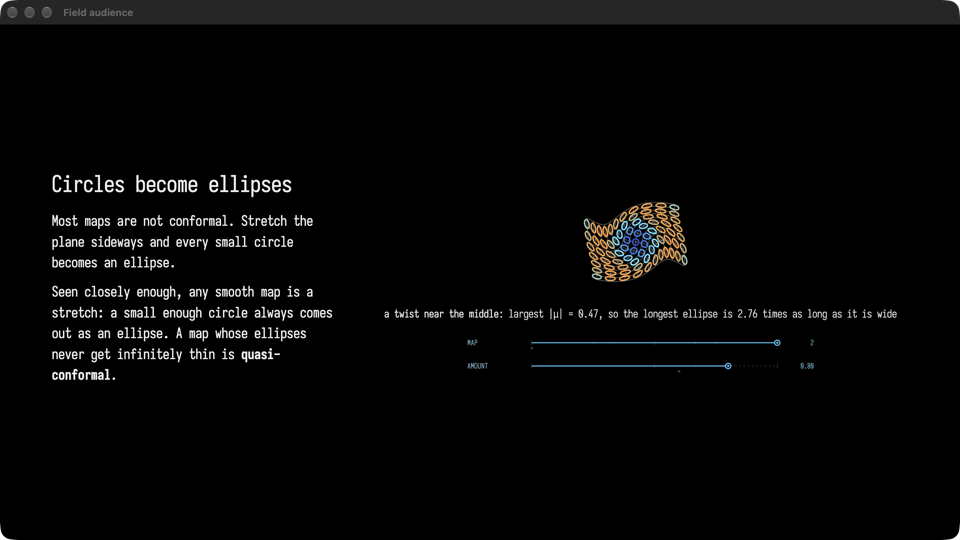 Field audience
Circles become ellipses
Most maps are not conformal. Stretch the
plane sideways and every small circle
becomes an ellipse.
Seen closely enough, any smooth map is a
stretch: a small enough circle always comes
out as an ellipse. A map whose ellipses
never get infinitely thin is quasi-
conformal.
a twist near the middle: largest |μ| = 0.47, so the longest ellipse is 2.76 times as long as it is wide
MAP 2
AMOUNT 0.80